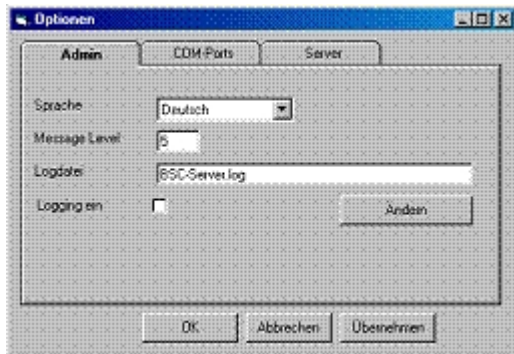 Optionen
Admin COM-Ports Server
Sprache Deutsch
Message Level 5
Logdatei BSC-Server.log
Logging ein
Ändern
OK Abbrechen Übernehmen